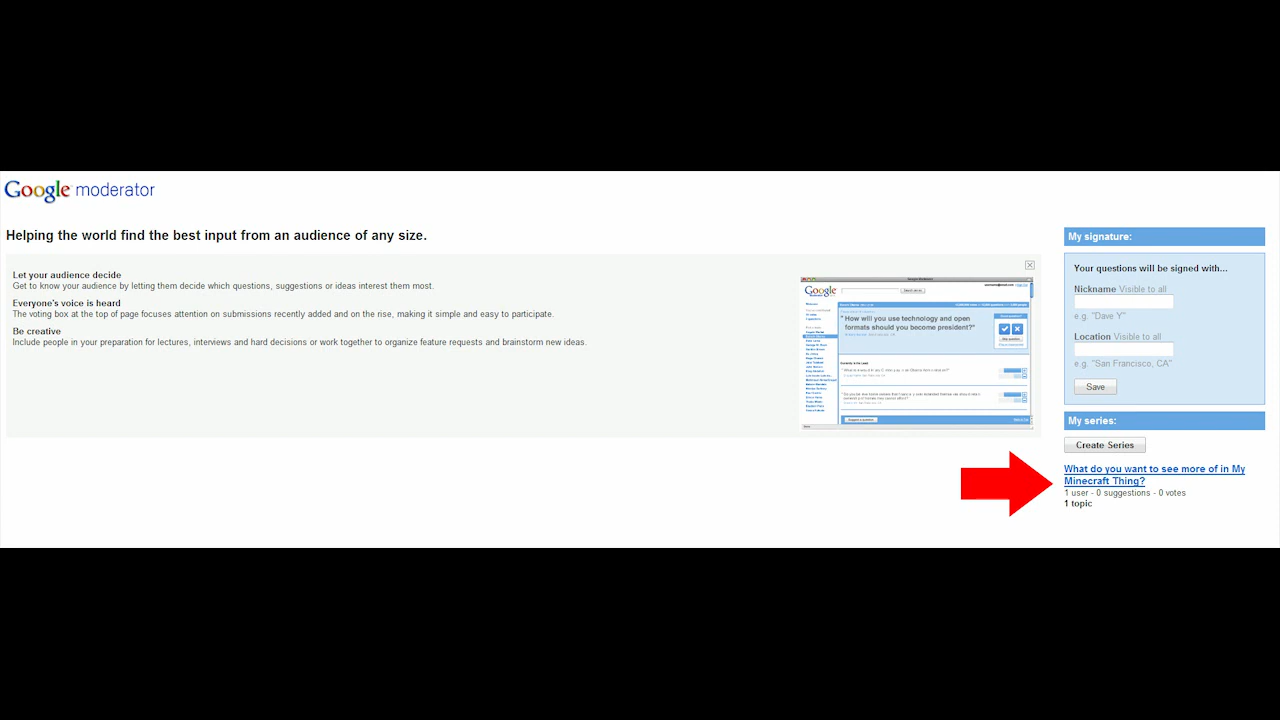 Google moderator
Helping the world find the best input from an audience of any size.
Let your audience decide
Get to know your audience by letting them decide which questions, suggestions or ideas interest them most.
Everyone's voice is heard
The voting box at the top of page focuses attention on submissions recently added and on the rise, making it simple and easy to participate.
Be creative
Include people in your preparation for lectures, interviews and hard decisions or work together to organize feature requests and brainstorm new ideas.
Google
"How will you use technology and open
formats should you become president?"
My signature:
Your questions will be signed with...
Nickname Visible to all
e.g. "Dave Y"
Location Visible to all
e.g. "San Francisco, CA"
Save
My series:
Create Series
What do you want to see more of in My
Minecraft Thing?
1 user - 0 suggestions - 0 votes
1 topic